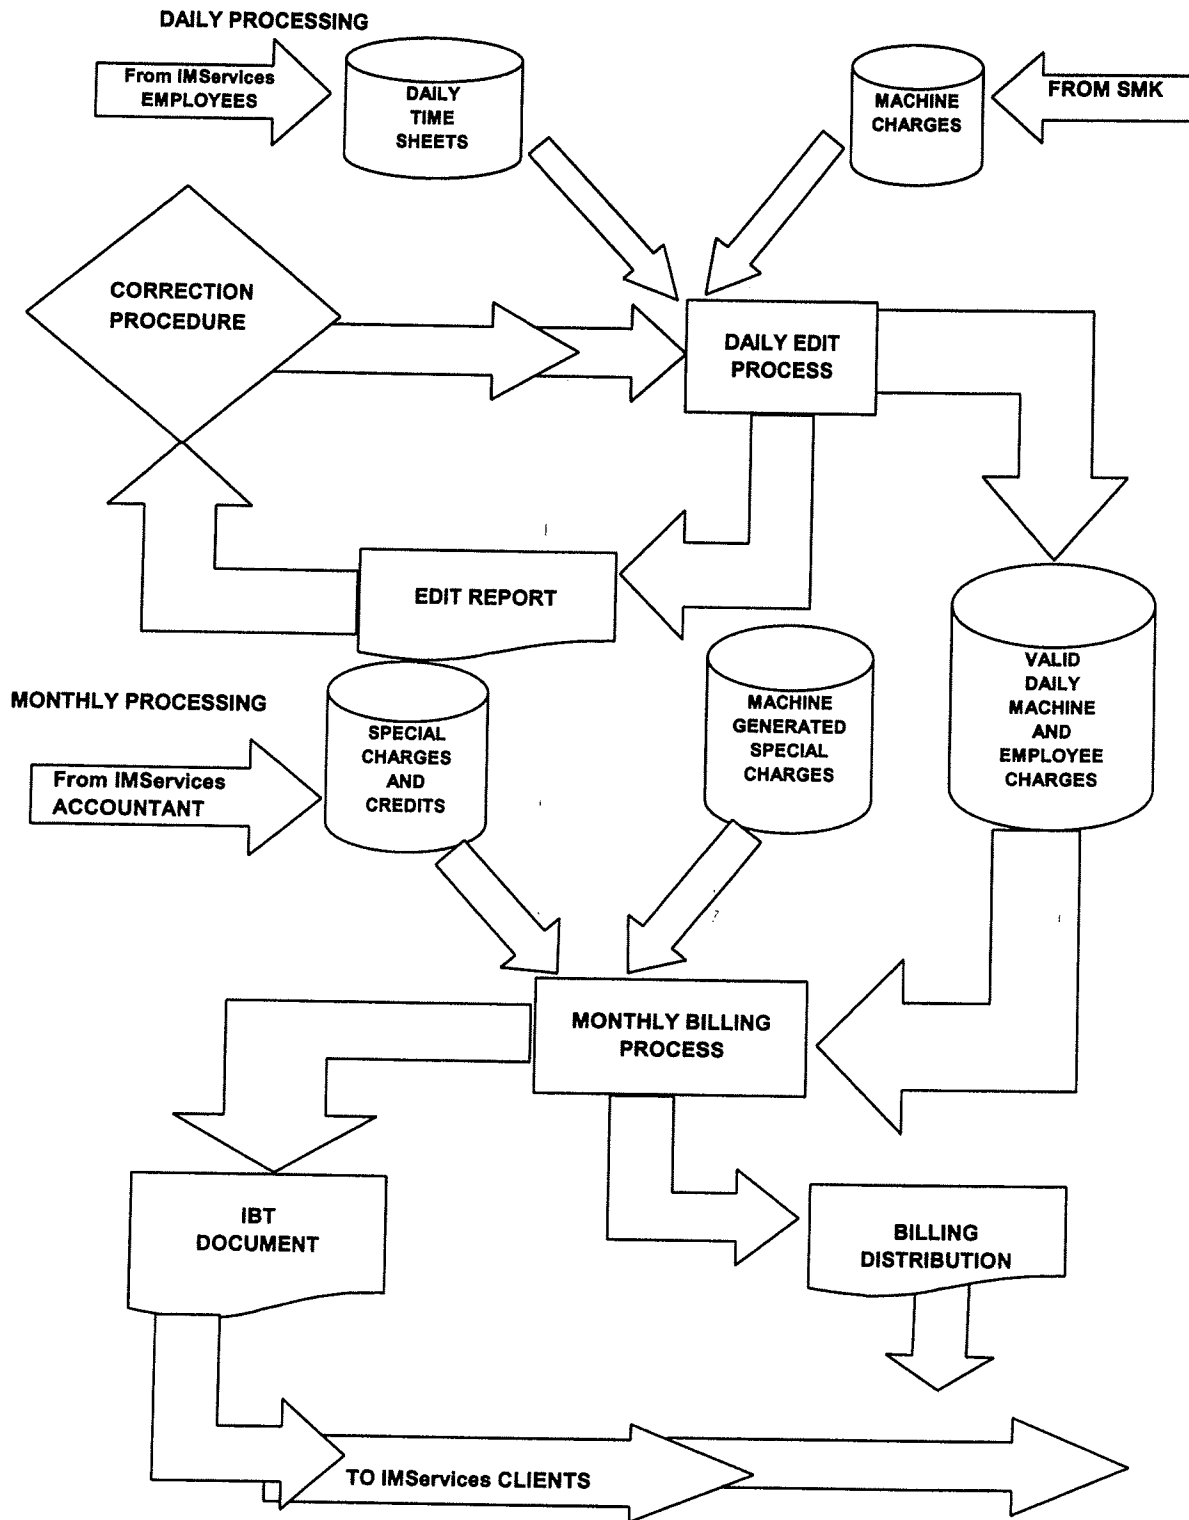 DAILY PROCESSING
From IMServices
EMPLOYEES
DAILY
TIME
SHEETS
MACHINE
CHARGES
FROM SMK
CORRECTION
PROCEDURE
DAILY EDIT
PROCESS
EDIT REPORT
MONTHLY PROCESSING
From IMServices
ACCOUNTANT
SPECIAL
CHARGES
AND
CREDITS
MACHINE
GENERATED
SPECIAL
CHARGES
VALID
DAILY
MACHINE
AND
EMPLOYEE
CHARGES
MONTHLY BILLING
PROCESS
IBT
DOCUMENT
BILLING
DISTRIBUTION
TO IMServices CLIENTS